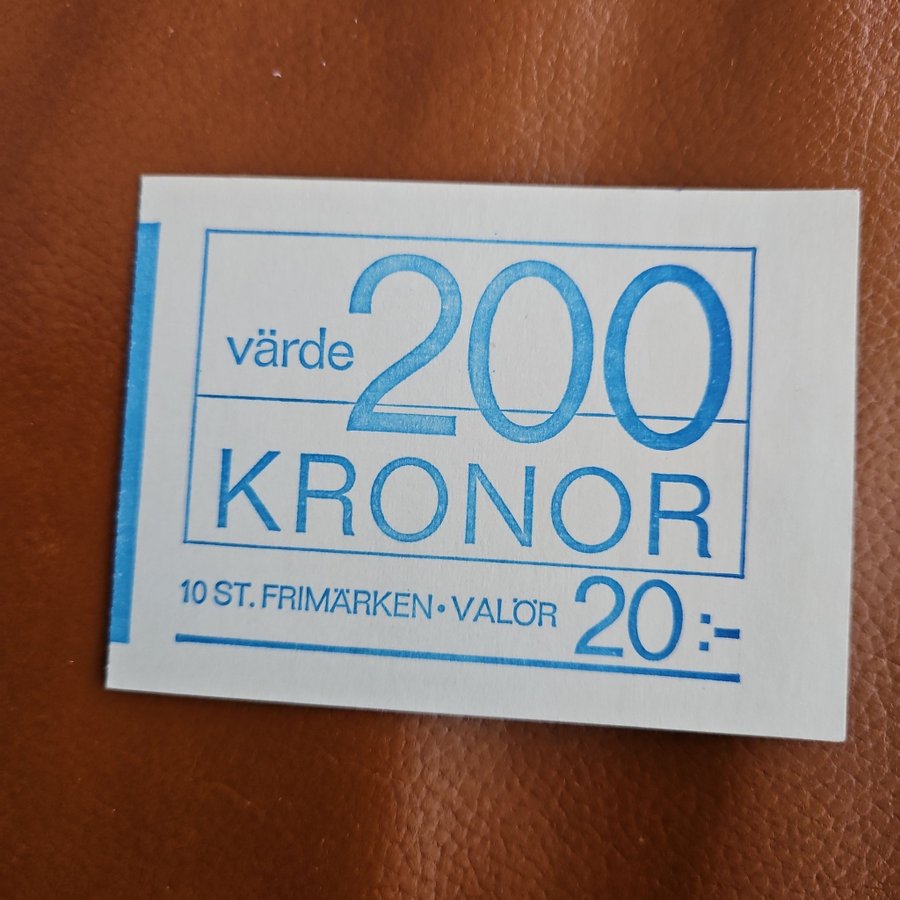 värde 200
KRONOR
10 ST. FRIMÄRKEN • VALÖR 20:-